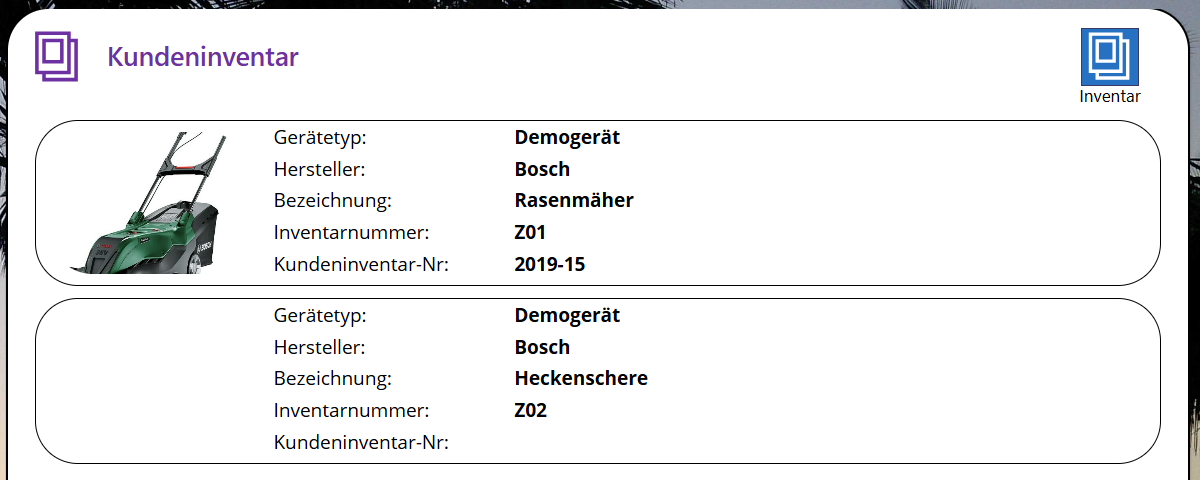 Kundeninventar
Inventar
Gerätetyp: Demogerät
Hersteller: Bosch
Bezeichnung: Rasenmäher
Inventarnummer: Z01
Kundeninventar-Nr: 2019-15
Gerätetyp: Demogerät
Hersteller: Bosch
Bezeichnung: Heckenschere
Inventarnummer: Z02
Kundeninventar-Nr: